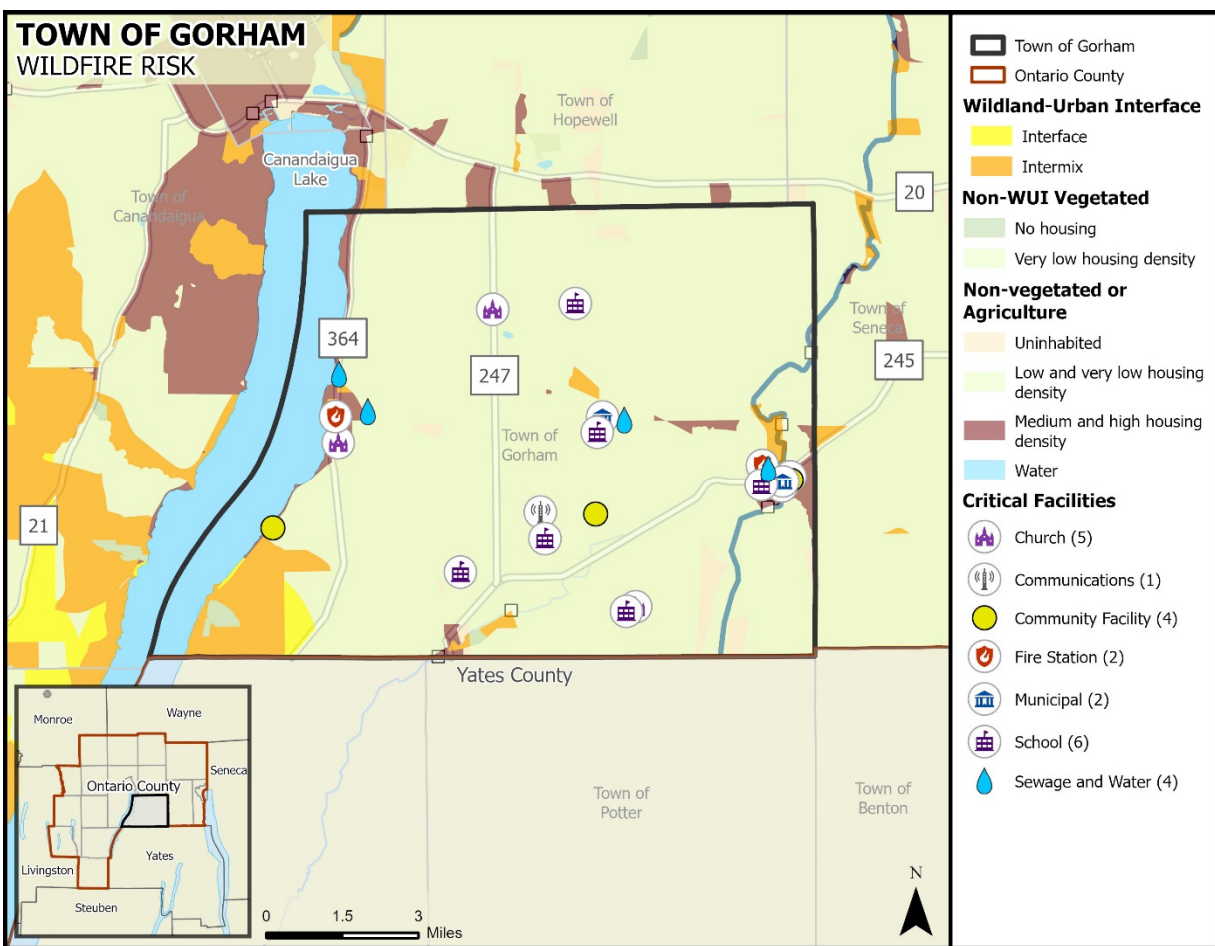 TOWN OF GORHAM
WILDFIRE RISK
Town of
Hopewell
Canandaigua
Lake
Town of
Canandaigua
20
Town of
Seneca
364
247
245
Town of
Gorham
21
Yates County
Town of
Potter
Town of
Benton
Monroe
Wayne
Ontario County
Seneca
Livingston
Yates
Steuben
0
1.5
3
Miles
N
Town of Gorham
Ontario County
Wildland-Urban Interface
Interface
Intermix
Non-WUI Vegetated
No housing
Very low housing density
Non-vegetated or
Agriculture
Uninhabited
Low and very low housing
density
Medium and high housing
density
Water
Critical Facilities
Church (5)
Communications (1)
Community Facility (4)
Fire Station (2)
Municipal (2)
School (6)
Sewage and Water (4)